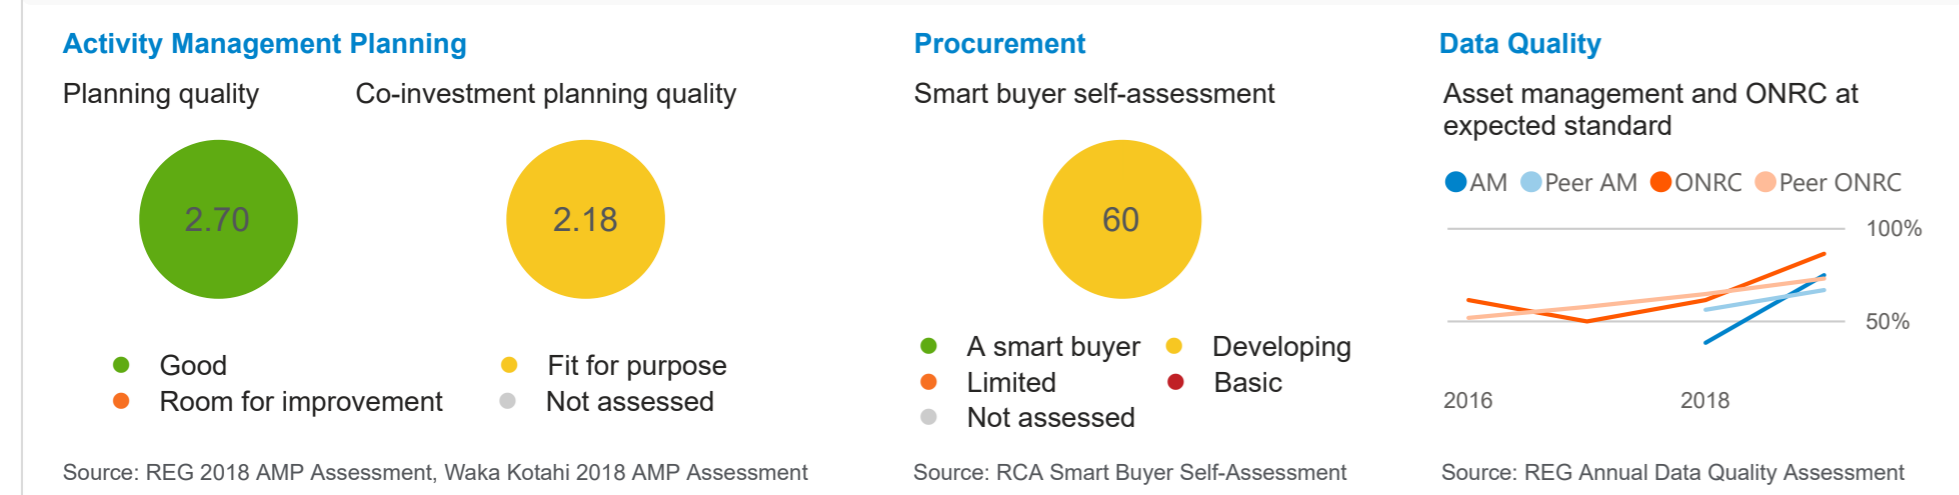 Activity Management Planning
Planning quality
Co-investment planning quality
2.70
2.18
Good
Fit for purpose
Room for improvement
Not assessed
Source: REG 2018 AMP Assessment, Waka Kotahi 2018 AMP Assessment
Procurement
Smart buyer self-assessment
60
A smart buyer
Developing
Limited
Basic
Not assessed
Source: RCA Smart Buyer Self-Assessment
Data Quality
Asset management and ONRC at
expected standard
AM Peer AM ONRC Peer ONRC
100%
50%
2016
2018
Source: REG Annual Data Quality Assessment